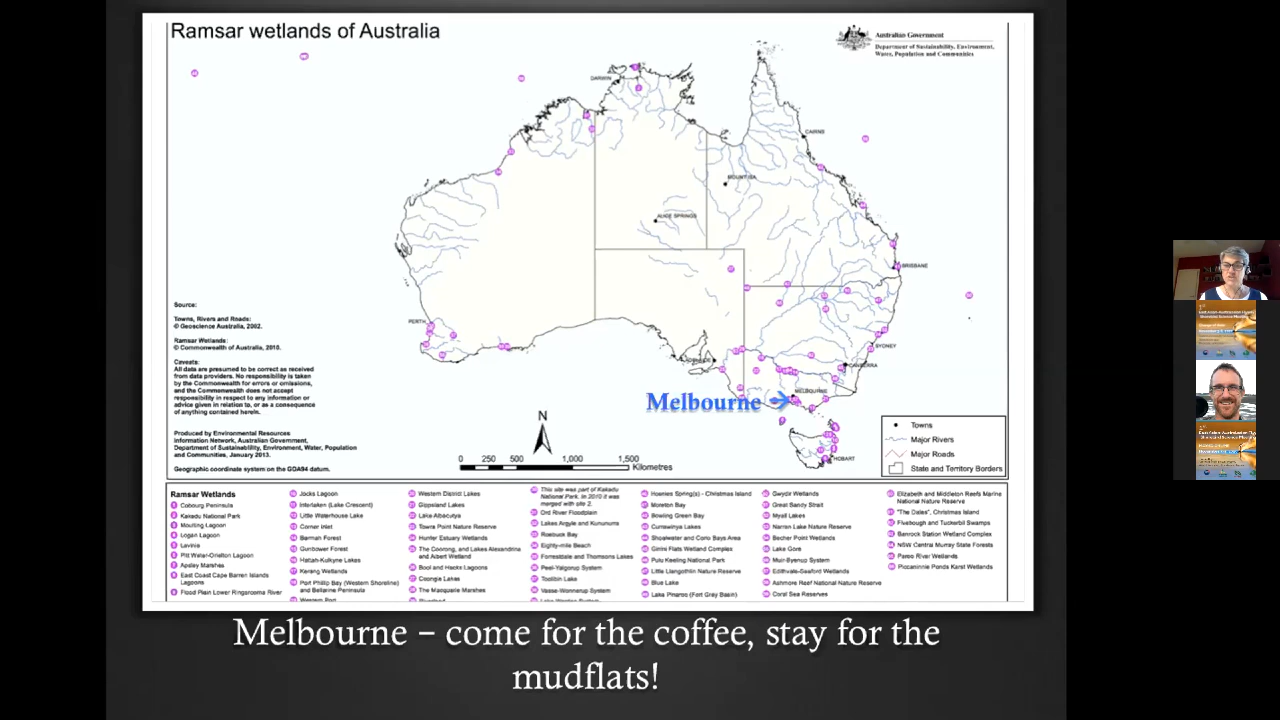 Ramsar wetlands of Australia
Australian Government
Department of Sustainability, Environment,
Water, Population and Communities
DARWIN
CAIRNS
MOUNT ISA
ALICE SPRINGS
BRISBANE
PERTH
SYDNEY
CANBERRA
MELBOURNE
HOBART
Melbourne
Source:
Towns, Rivers and Roads:
© Geoscience Australia, 2002.
Ramsar Wetlands:
© Commonwealth of Australia, 2010.
Caveats:
All data are presumed to be correct as received
from data providers. No responsibility is taken
by the Commonwealth for errors or omissions,
and the Commonwealth does not accept
responsibility in respect to any information or
advice given in relation to, or as a consequence
of anything contained herein.
Produced by Environmental Resources
Information Network, Australian Government,
Department of Sustainability, Environment, Water, Population
and Communities, January 2013.
Geographic coordinate system on the GDA94 datum.
N
0 250 500 1,000 1,500
Kilometres
Towns
Major Rivers
Major Roads
State and Territory Borders
Ramsar Wetlands
Cobourg Peninsula
Kakadu National Park
Moulting Lagoon
Logan Lagoon
Lavinia
Pitt Water-Orielton Lagoon
Apsley Marshes
East Coast Cape Barren Islands
Lagoons
Flood Plain Lower Ringarooma River
Jocks Lagoon
Interlaken (Lake Crescent)
Little Waterhouse Lake
Corner Inlet
Barmah Forest
Gunbower Forest
Hattah-Kulkyne Lakes
Kerang Wetlands
Port Phillip Bay (Western Shoreline)
and Bellarine Peninsula
Western Port
Western District Lakes
Gippsland Lakes
Lake Albacutya
Towra Point Nature Reserve
Hunter Estuary Wetlands
The Coorong, and Lakes Alexandrina
and Albert Wetland
Bool and Hacks Lagoons
Coongie Lakes
The Macquarie Marshes
This site was part of Kakadu
National Park. In 2010 it was
merged with site 2.
Ord River Floodplain
Lakes Argyle and Kununurra
Roebuck Bay
Eighty-mile Beach
Forrestdale and Thomsons Lakes
Peel-Yalgorup System
Toolibin Lake
Vasse-Wonnerup System
Hosnies Spring(s) - Christmas Island
Moreton Bay
Bowling Green Bay
Currawinya Lakes
Shoalwater and Corio Bays Area
Ginini Flats Wetland Complex
Pulu Keeling National Park
Little Llangothlin Nature Reserve
Blue Lake
Lake Pinaroo (Fort Grey Basin)
Gwydir Wetlands
Great Sandy Strait
Myall Lakes
Narran Lake Nature Reserve
Becher Point Wetlands
Lake Gore
Muir-Byenup System
Edithvale-Seaford Wetlands
Ashmore Reef National Nature Reserve
Coral Sea Reserves
Elizabeth and Middleton Reefs Marine
National Nature Reserve
"The Dales", Christmas Island
Fivebough and Tuckerbil Swamps
Banrock Station Wetland Complex
NSW Central Murray State Forests
Paroo River Wetlands
Piccaninnie Ponds Karst Wetlands
Melbourne – come for the coffee, stay for the
mudflats!